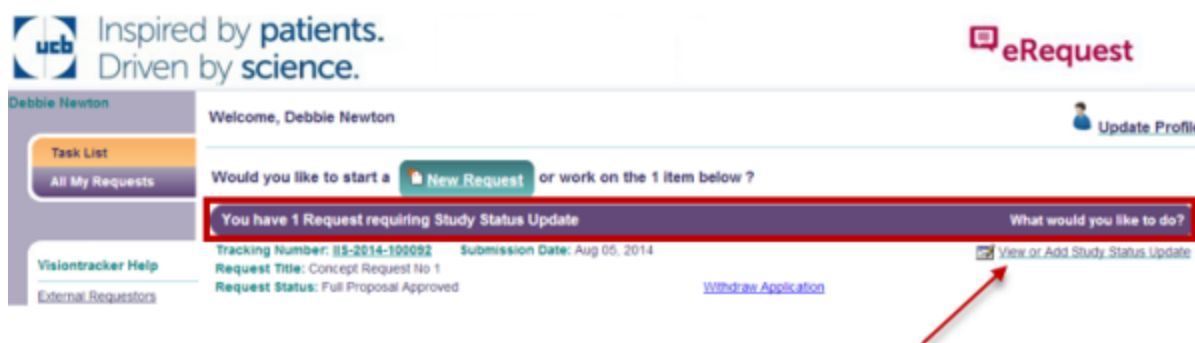 ucb
Inspired by patients.
Driven by science.
eRequest
Debbie Newton
Welcome, Debbie Newton
Update Profile
Task List
All My Requests
Would you like to start a New Request or work on the 1 item below ?
You have 1 Request requiring Study Status Update What would you like to do?
Tracking Number: IIS-2014-100092 Submission Date: Aug 05, 2014
View or Add Study Status Update
Request Title: Concept Request No 1
Request Status: Full Proposal Approved
Withdraw Application
Visiontracker Help
External Requestors